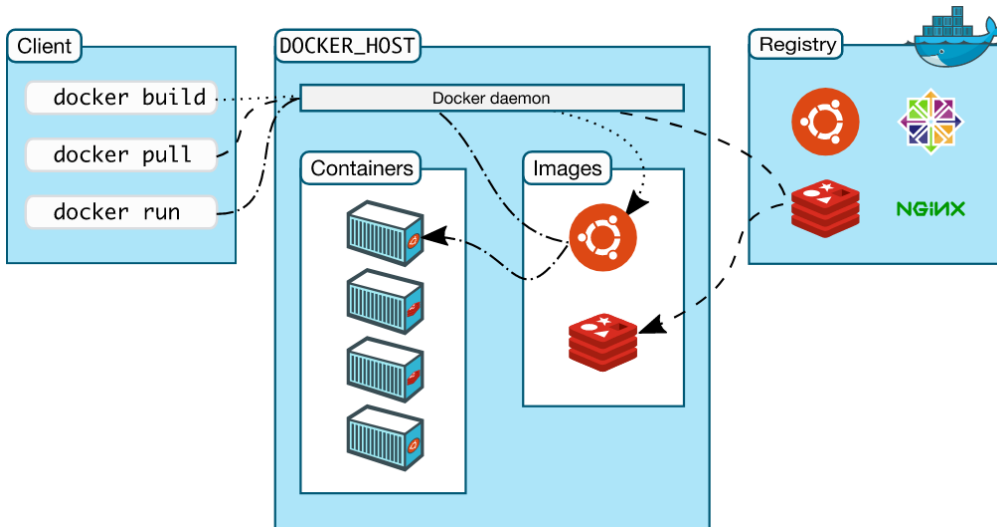 Client
docker build
docker pull
docker run
DOCKER_HOST
Docker daemon
Containers
Images
Registry
NGiNX